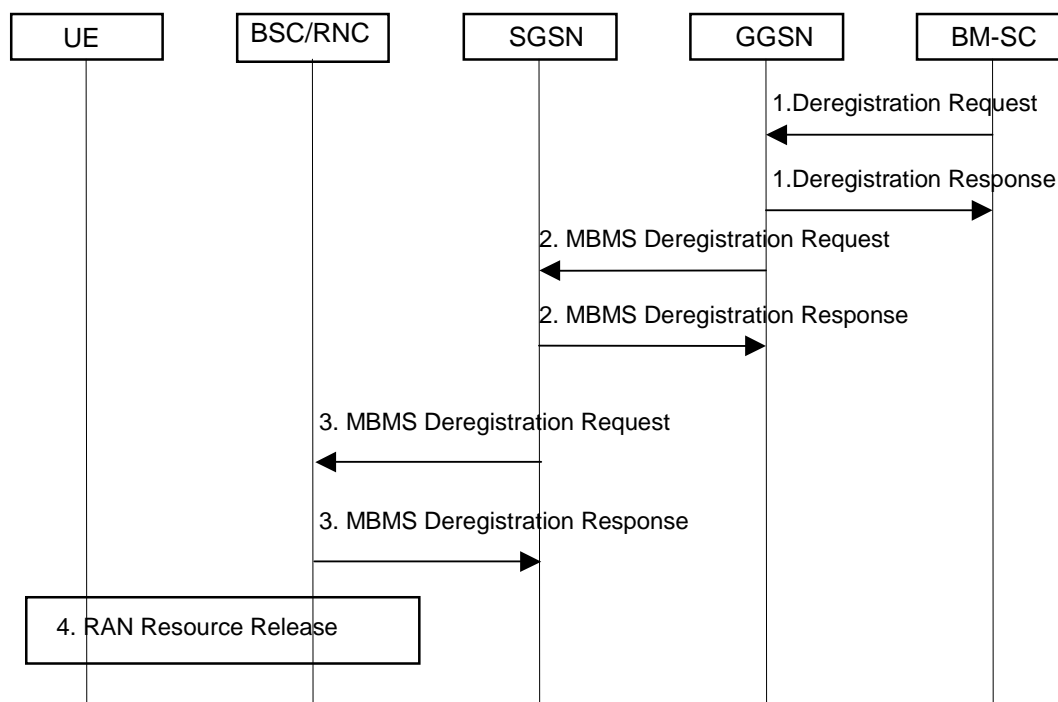 UE
BSC/RNC
SGSN
GGSN
BM-SC
1.Deregistration Request
1.Deregistration Response
2. MBMS Deregistration Request
2. MBMS Deregistration Response
3. MBMS Deregistration Request
3. MBMS Deregistration Response
4. RAN Resource Release